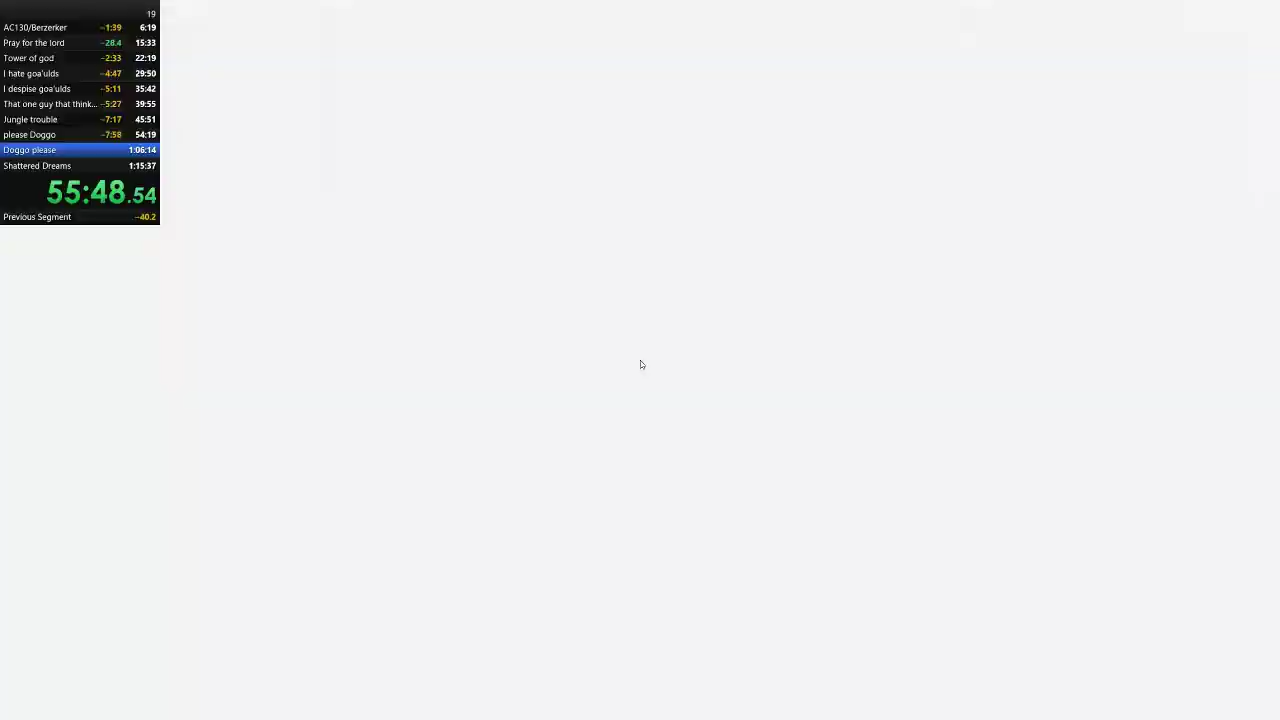 19
AC130/Berzerker −1:39 6:19
Pray for the lord −28.4 15:33
Tower of god −2:33 22:19
I hate goa'ulds −4:47 29:50
I despise goa'ulds −5:11 35:42
That one guy that think... −5:27 39:55
Jungle trouble −7:17 45:51
please Doggo −7:58 54:19
Doggo please 1:06:14
Shattered Dreams 1:15:37
55:48.54
Previous Segment −40.2